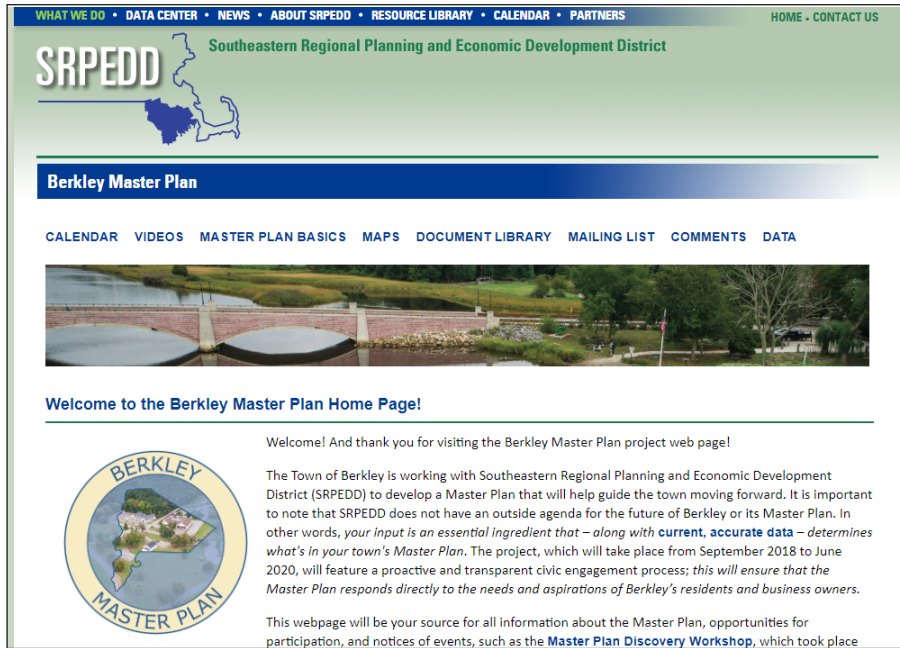 WHAT WE DO • DATA CENTER • NEWS • ABOUT SRPEDD • RESOURCE LIBRARY • CALENDAR • PARTNERS
HOME • CONTACT US
SRPEDD
Southeastern Regional Planning and Economic Development District
Berkley Master Plan
CALENDAR VIDEOS MASTER PLAN BASICS MAPS DOCUMENT LIBRARY MAILING LIST COMMENTS DATA
Welcome to the Berkley Master Plan Home Page!
BERKLEY
MASTER PLAN
Welcome! And thank you for visiting the Berkley Master Plan project web page!
The Town of Berkley is working with Southeastern Regional Planning and Economic Development
District (SRPEDD) to develop a Master Plan that will help guide the town moving forward. It is important
to note that SRPEDD does not have an outside agenda for the future of Berkley or its Master Plan. In
other words, your input is an essential ingredient that – along with current, accurate data – determines
what's in your town's Master Plan. The project, which will take place from September 2018 to June
2020, will feature a proactive and transparent civic engagement process; this will ensure that the
Master Plan responds directly to the needs and aspirations of Berkley's residents and business owners.
This webpage will be your source for all information about the Master Plan, opportunities for
participation, and notices of events, such as the Master Plan Discovery Workshop, which took place